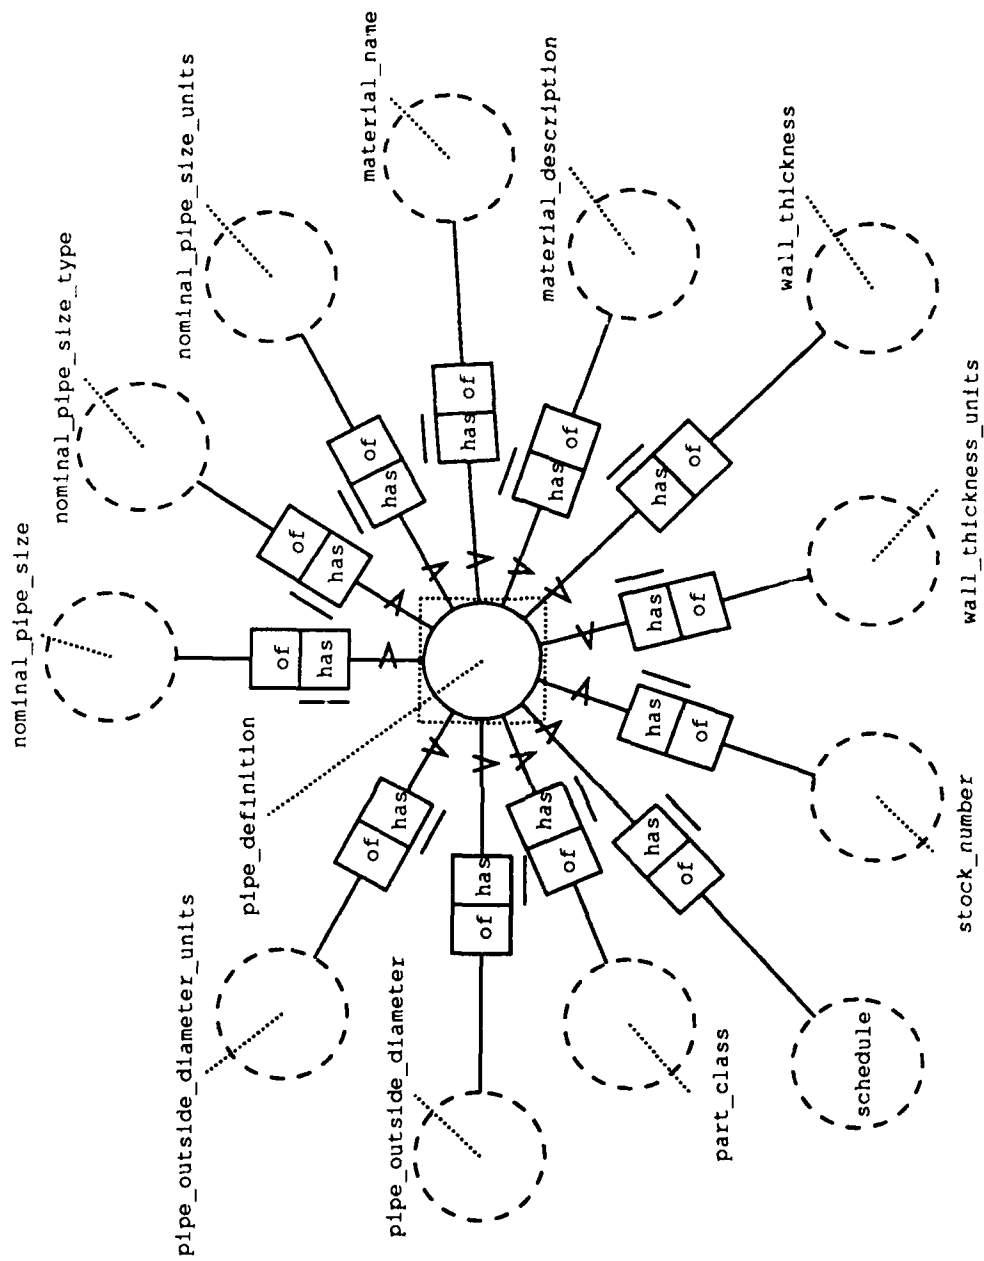 nominal_pipe_size
nominal_pipe_size_type
nominal_pipe_size_units
material_name
material_description
wall_thickness
wall_thickness_units
stock_number
schedule
part_class
pipe_outside_diameter
pipe_outside_diameter_units
pipe_definition
of
has
of
has
of
has
has of
has of
has
of
has
of
has
of
has
of
of has
of has
of has